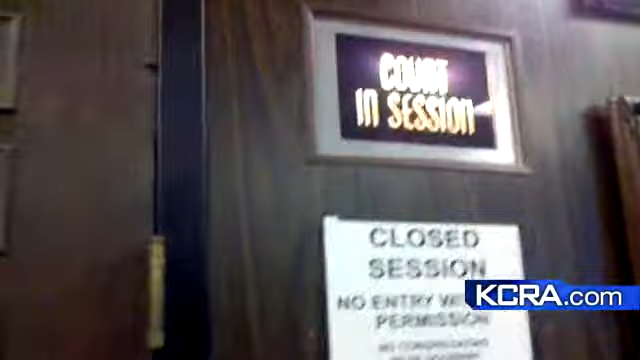 COURT
IN SESSION
CLOSED
SESSION
NO ENTRY
PERMISSION
KCRA.com